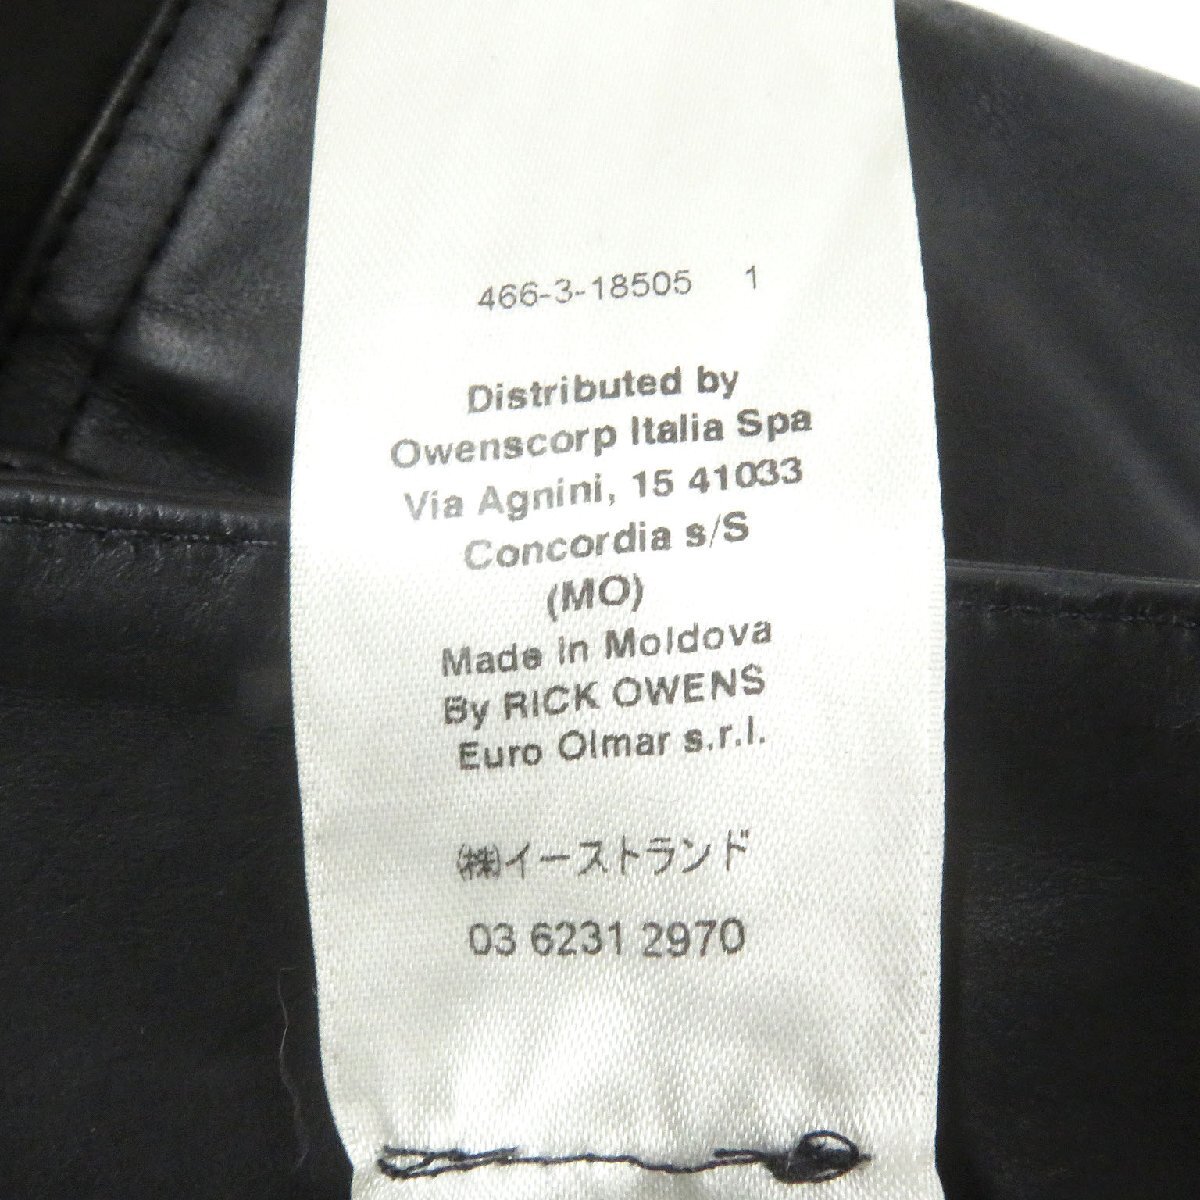 466-3-18505 1
Distributed by
Owenscorp Italia Spa
Via Agnini, 15 41033
Concordia s/S
(MO)
Made in Moldova
By RICK OWENS
Euro Olmar s.r.l.
㈱イーストランド
03 6231 2970